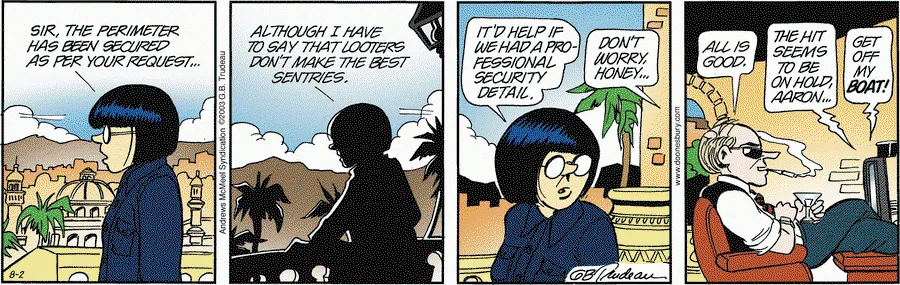 SIR, THE PERIMETER
HAS BEEN SECURED
AS PER YOUR REQUEST...
8-2
Andrews McMeel Syndication ©2003 G.B. Trudeau
ALTHOUGH I HAVE
TO SAY THAT LOOTERS
DON'T MAKE THE BEST
SENTRIES.
IT'D HELP IF
WE HAD A PRO-
FESSIONAL
SECURITY
DETAIL.
DON'T
WORRY,
HONEY...
GB Trudeau
www.doonesbury.com
ALL IS
GOOD.
THE HIT
SEEMS
TO BE
ON HOLD,
AARON...
GET
OFF
MY
BOAT!